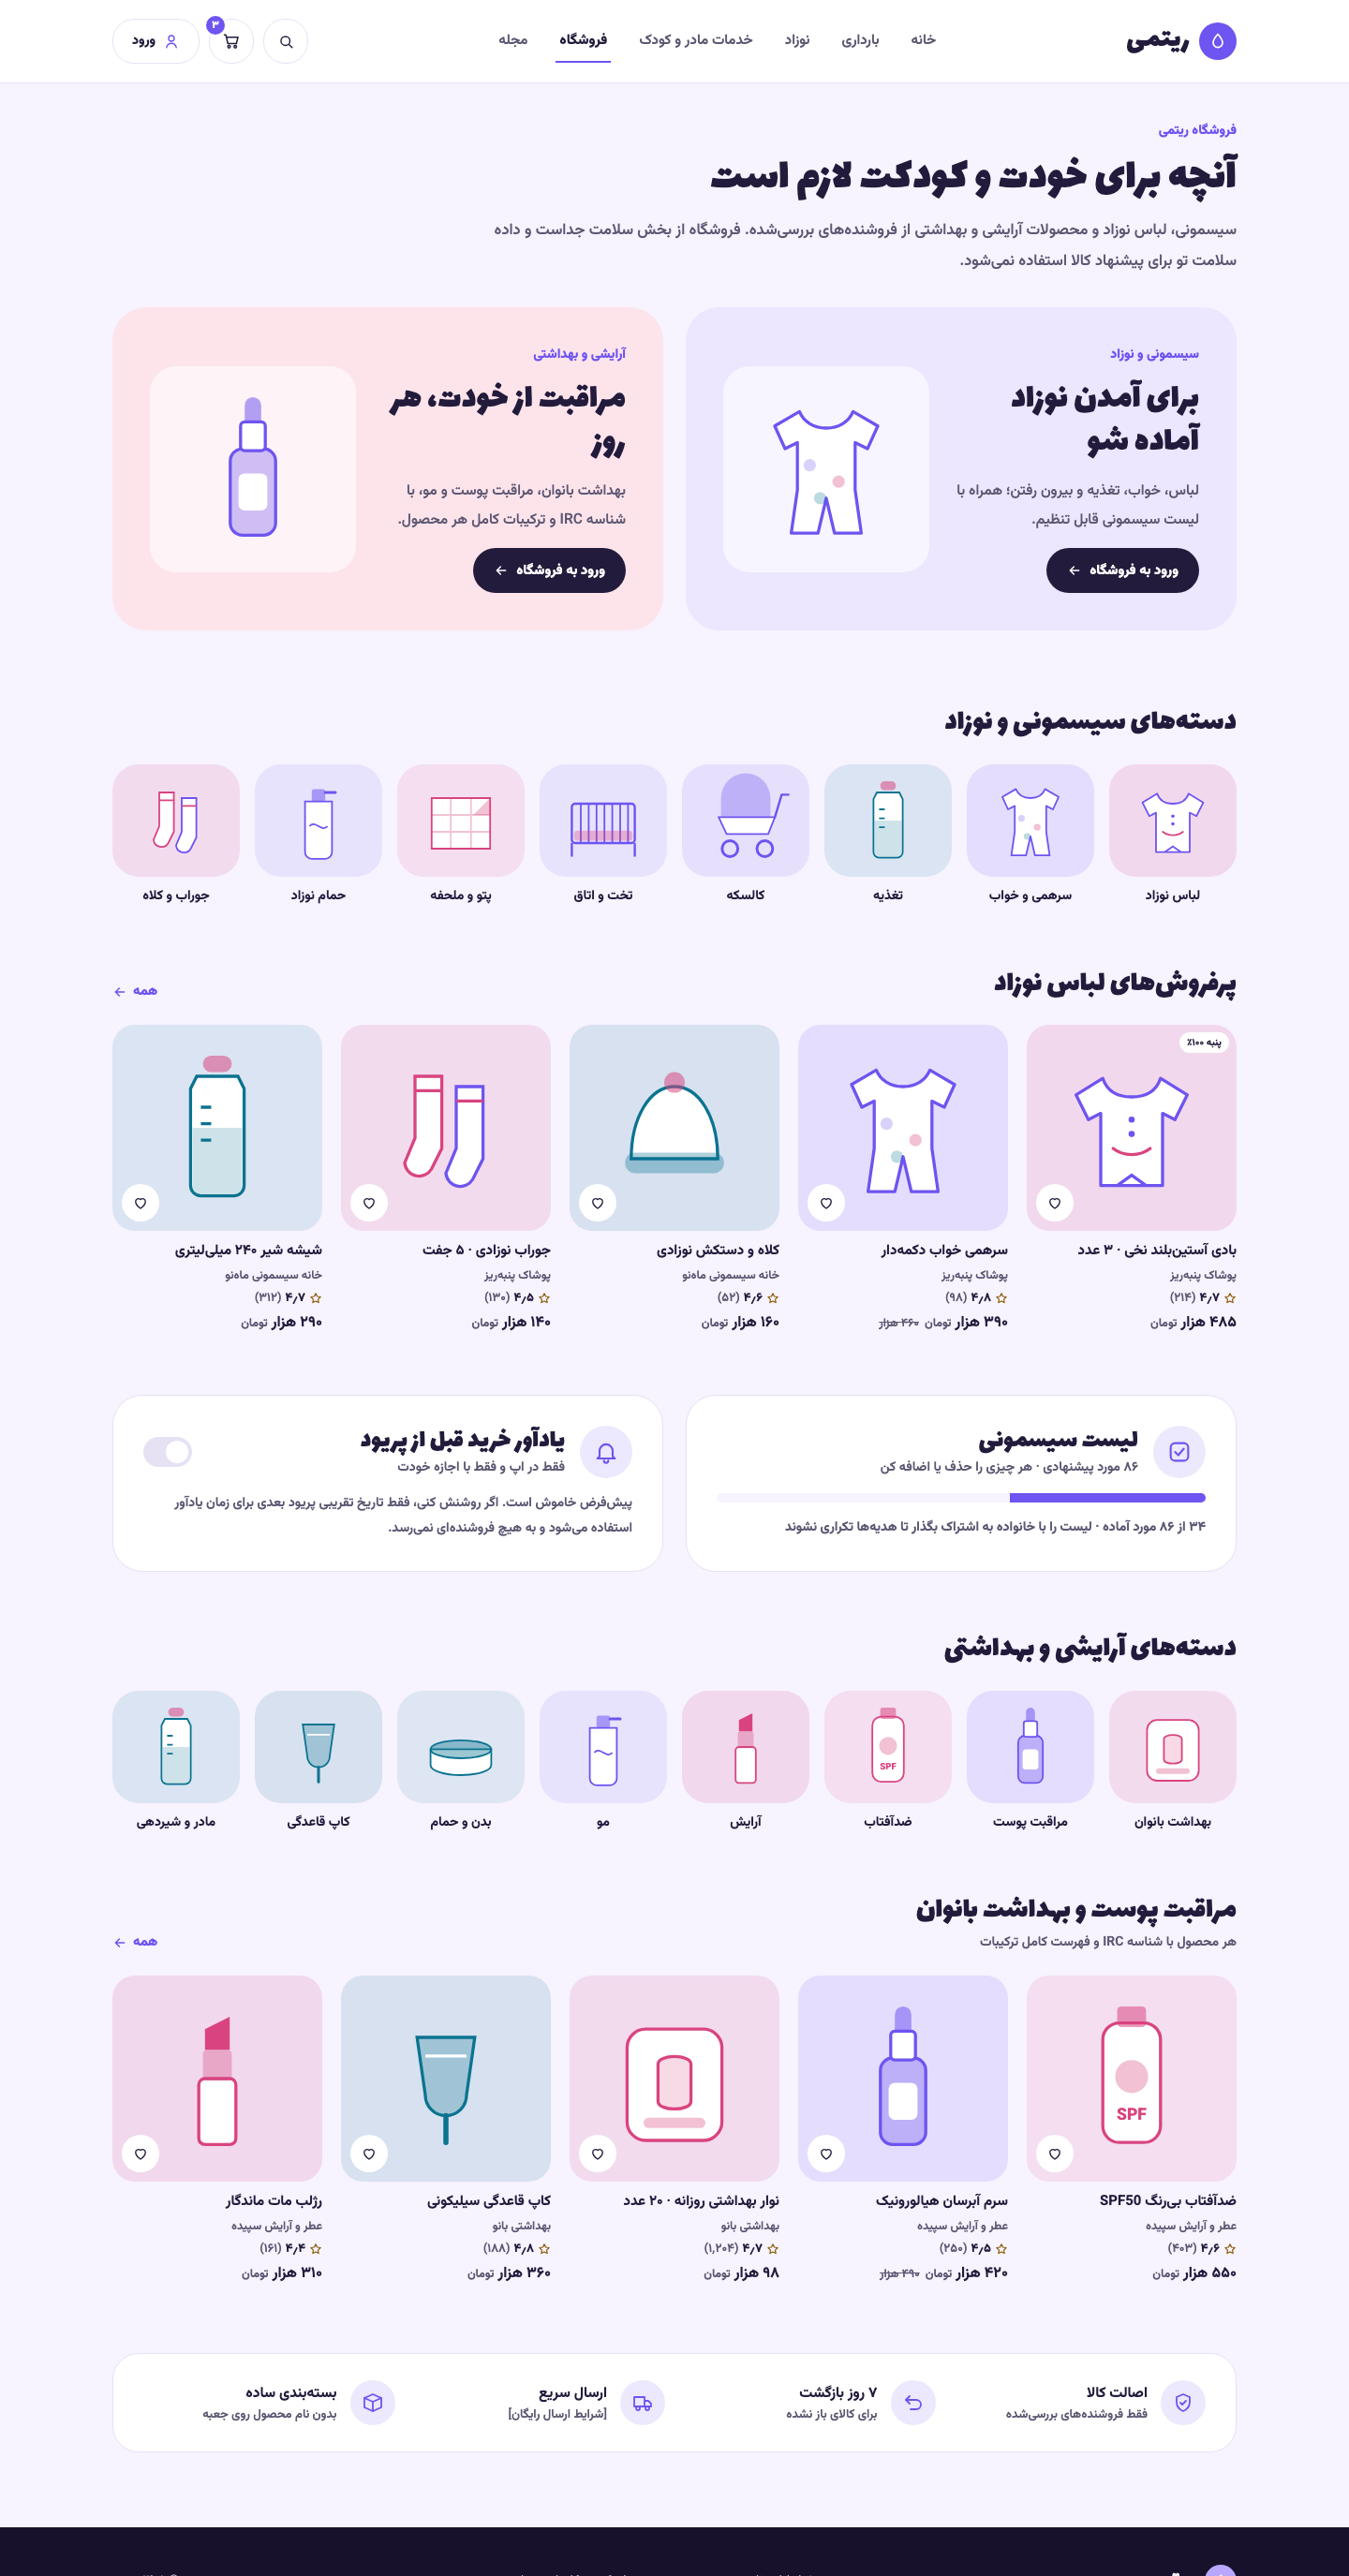 ریتمی
خانه
بارداری
نوزاد
خدمات مادر و کودک
فروشگاه
مجله
۳
ورود
فروشگاه ریتمی
آنچه برای خودت و کودکت لازم است
سیسمونی، لباس نوزاد و محصولات آرایشی و بهداشتی از فروشنده‌های بررسی‌شده. فروشگاه از بخش سلامت جداست و داده
سلامت تو برای پیشنهاد کالا استفاده نمی‌شود.
سیسمونی و نوزاد
برای آمدن نوزاد
آماده شو
لباس، خواب، تغذیه و بیرون رفتن؛ همراه با
لیست سیسمونی قابل تنظیم.
ورود به فروشگاه
آرایشی و بهداشتی
مراقبت از خودت، هر
روز
بهداشت بانوان، مراقبت پوست و مو، با
شناسه IRC و ترکیبات کامل هر محصول.
ورود به فروشگاه
دسته‌های سیسمونی و نوزاد
لباس نوزاد
سرهمی و خواب
تغذیه
کالسکه
تخت و اتاق
پتو و ملحفه
حمام نوزاد
جوراب و کلاه
پرفروش‌های لباس نوزاد
همه
پنبه ۱۰۰٪
بادی آستین‌بلند نخی · ۳ عدد
پوشاک پنبه‌ریز
۴٫۷ (۲۱۴)
۴۸۵ هزار تومان
سرهمی خواب دکمه‌دار
پوشاک پنبه‌ریز
۴٫۸ (۹۸)
۳۹۰ هزار تومان ۴۶۰ هزار
کلاه و دستکش نوزادی
خانه سیسمونی ماه‌نو
۴٫۶ (۵۲)
۱۶۰ هزار تومان
جوراب نوزادی · ۵ جفت
پوشاک پنبه‌ریز
۴٫۵ (۱۳۰)
۱۴۰ هزار تومان
شیشه شیر ۲۴۰ میلی‌لیتری
خانه سیسمونی ماه‌نو
۴٫۷ (۳۱۲)
۲۹۰ هزار تومان
لیست سیسمونی
۸۶ مورد پیشنهادی · هر چیزی را حذف یا اضافه کن
۳۴ از ۸۶ مورد آماده · لیست را با خانواده به اشتراک بگذار تا هدیه‌ها تکراری نشوند
یادآور خرید قبل از پریود
فقط در اپ و فقط با اجازه خودت
پیش‌فرض خاموش است. اگر روشنش کنی، فقط تاریخ تقریبی پریود بعدی برای زمان یادآور
استفاده می‌شود و به هیچ فروشنده‌ای نمی‌رسد.
دسته‌های آرایشی و بهداشتی
بهداشت بانوان
مراقبت پوست
SPF
ضدآفتاب
آرایش
مو
بدن و حمام
کاپ قاعدگی
مادر و شیردهی
مراقبت پوست و بهداشت بانوان
هر محصول با شناسه IRC و فهرست کامل ترکیبات
همه
SPF
ضدآفتاب بی‌رنگ SPF50
عطر و آرایش سپیده
۴٫۶ (۴۰۳)
۵۵۰ هزار تومان
سرم آبرسان هیالورونیک
عطر و آرایش سپیده
۴٫۵ (۲۵۰)
۴۲۰ هزار تومان ۴۹۰ هزار
نوار بهداشتی روزانه · ۲۰ عدد
بهداشتی بانو
۴٫۷ (۱٬۲۰۴)
۹۸ هزار تومان
کاپ قاعدگی سیلیکونی
بهداشتی بانو
۴٫۸ (۱۸۸)
۳۶۰ هزار تومان
رژلب مات ماندگار
عطر و آرایش سپیده
۴٫۴ (۱۶۱)
۳۱۰ هزار تومان
اصالت کالا
فقط فروشنده‌های بررسی‌شده
۷ روز بازگشت
برای کالای باز نشده
ارسال سریع
[شرایط ارسال رایگان]
بسته‌بندی ساده
بدون نام محصول روی جعبه